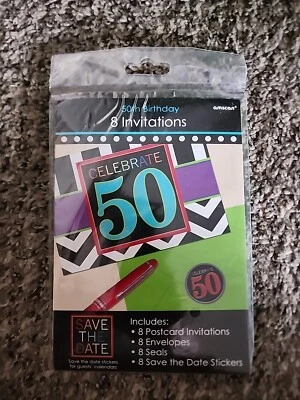 amscan
50th Birthday
8 Invitations
CELEBRATE
50
CELEBRATE
50
SAVE
THE
DATE
Save the date stickers
for guests' calendars
Includes:
• 8 Postcard Invitations
• 8 Envelopes
• 8 Seals
• 8 Save the Date Stickers